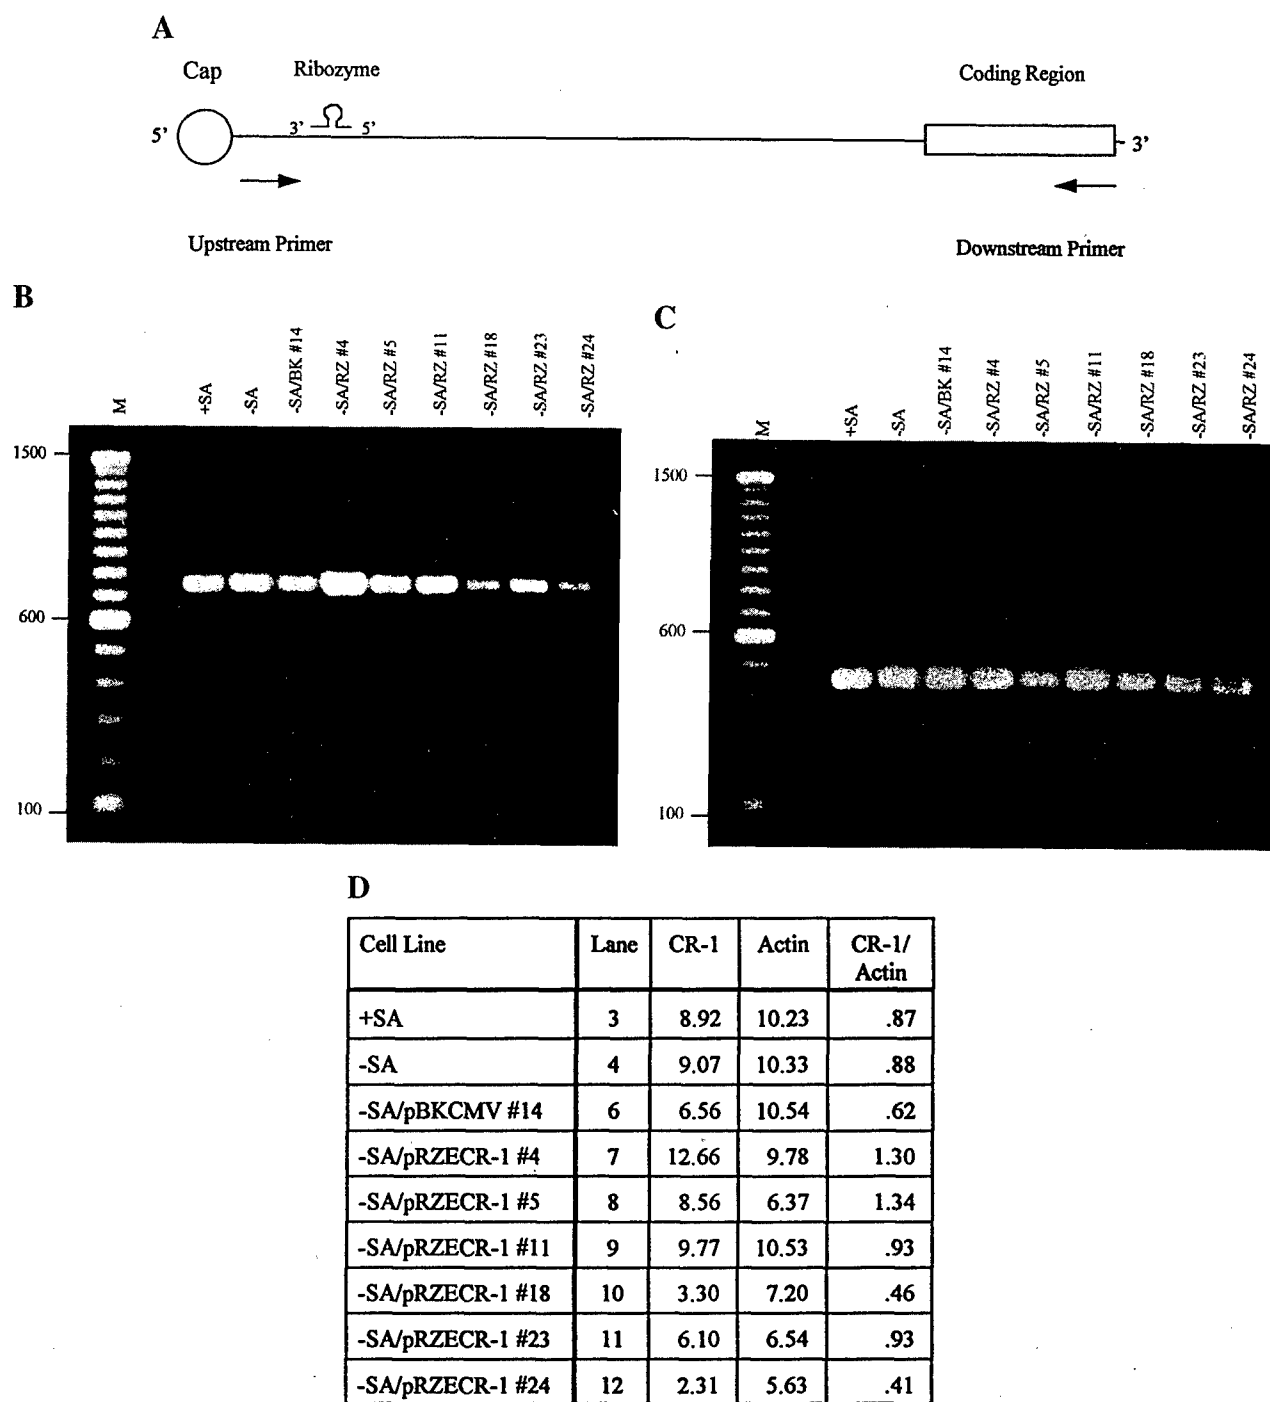 A
Cap Ribozyme Coding Region
5' 3' 5' 3'
Upstream Primer Downstream Primer
B
M +SA -SA -SA/BK #14 -SA/RZ #4 -SA/RZ #5 -SA/RZ #11 -SA/RZ #18 -SA/RZ #23 -SA/RZ #24
1500
600
100
C
M +SA -SA -SA/BK #14 -SA/RZ #4 -SA/RZ #5 -SA/RZ #11 -SA/RZ #18 -SA/RZ #23 -SA/RZ #24
1500
600
100
D
Cell Line Lane CR-1 Actin CR-1/
Actin
+SA 3 8.92 10.23 .87
-SA 4 9.07 10.33 .88
-SA/pBKCMV #14 6 6.56 10.54 .62
-SA/pRZECR-1 #4 7 12.66 9.78 1.30
-SA/pRZECR-1 #5 8 8.56 6.37 1.34
-SA/pRZECR-1 #11 9 9.77 10.53 .93
-SA/pRZECR-1 #18 10 3.30 7.20 .46
-SA/pRZECR-1 #23 11 6.10 6.54 .93
-SA/pRZECR-1 #24 12 2.31 5.63 .41